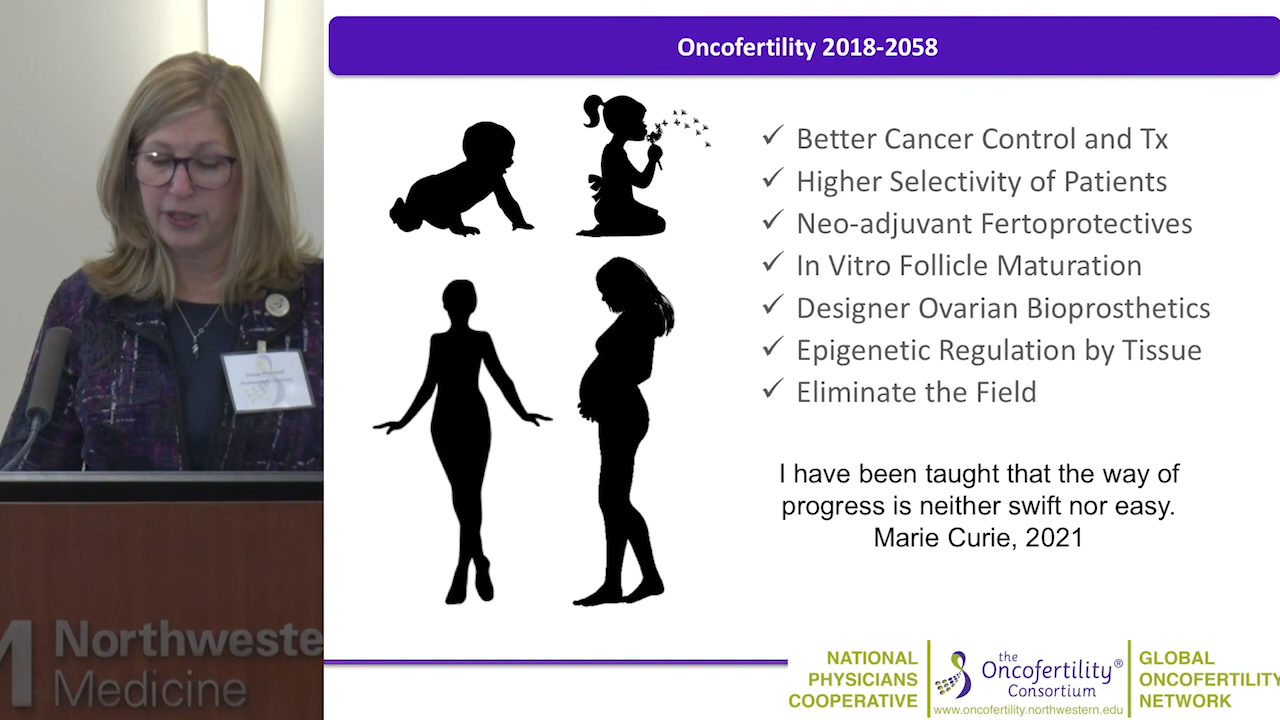 Oncofertility 2018-2058
✓ Better Cancer Control and Tx
✓ Higher Selectivity of Patients
✓ Neo-adjuvant Fertoprotectives
✓ In Vitro Follicle Maturation
✓ Designer Ovarian Bioprosthetics
✓ Epigenetic Regulation by Tissue
✓ Eliminate the Field
I have been taught that the way of
progress is neither swift nor easy.
Marie Curie, 2021
Northweste
Medicine
NATIONAL
PHYSICIANS
COOPERATIVE
the
Oncofertility®
Consortium
www.oncofertility.northwestern.edu
GLOBAL
ONCOFERTILITY
NETWORK